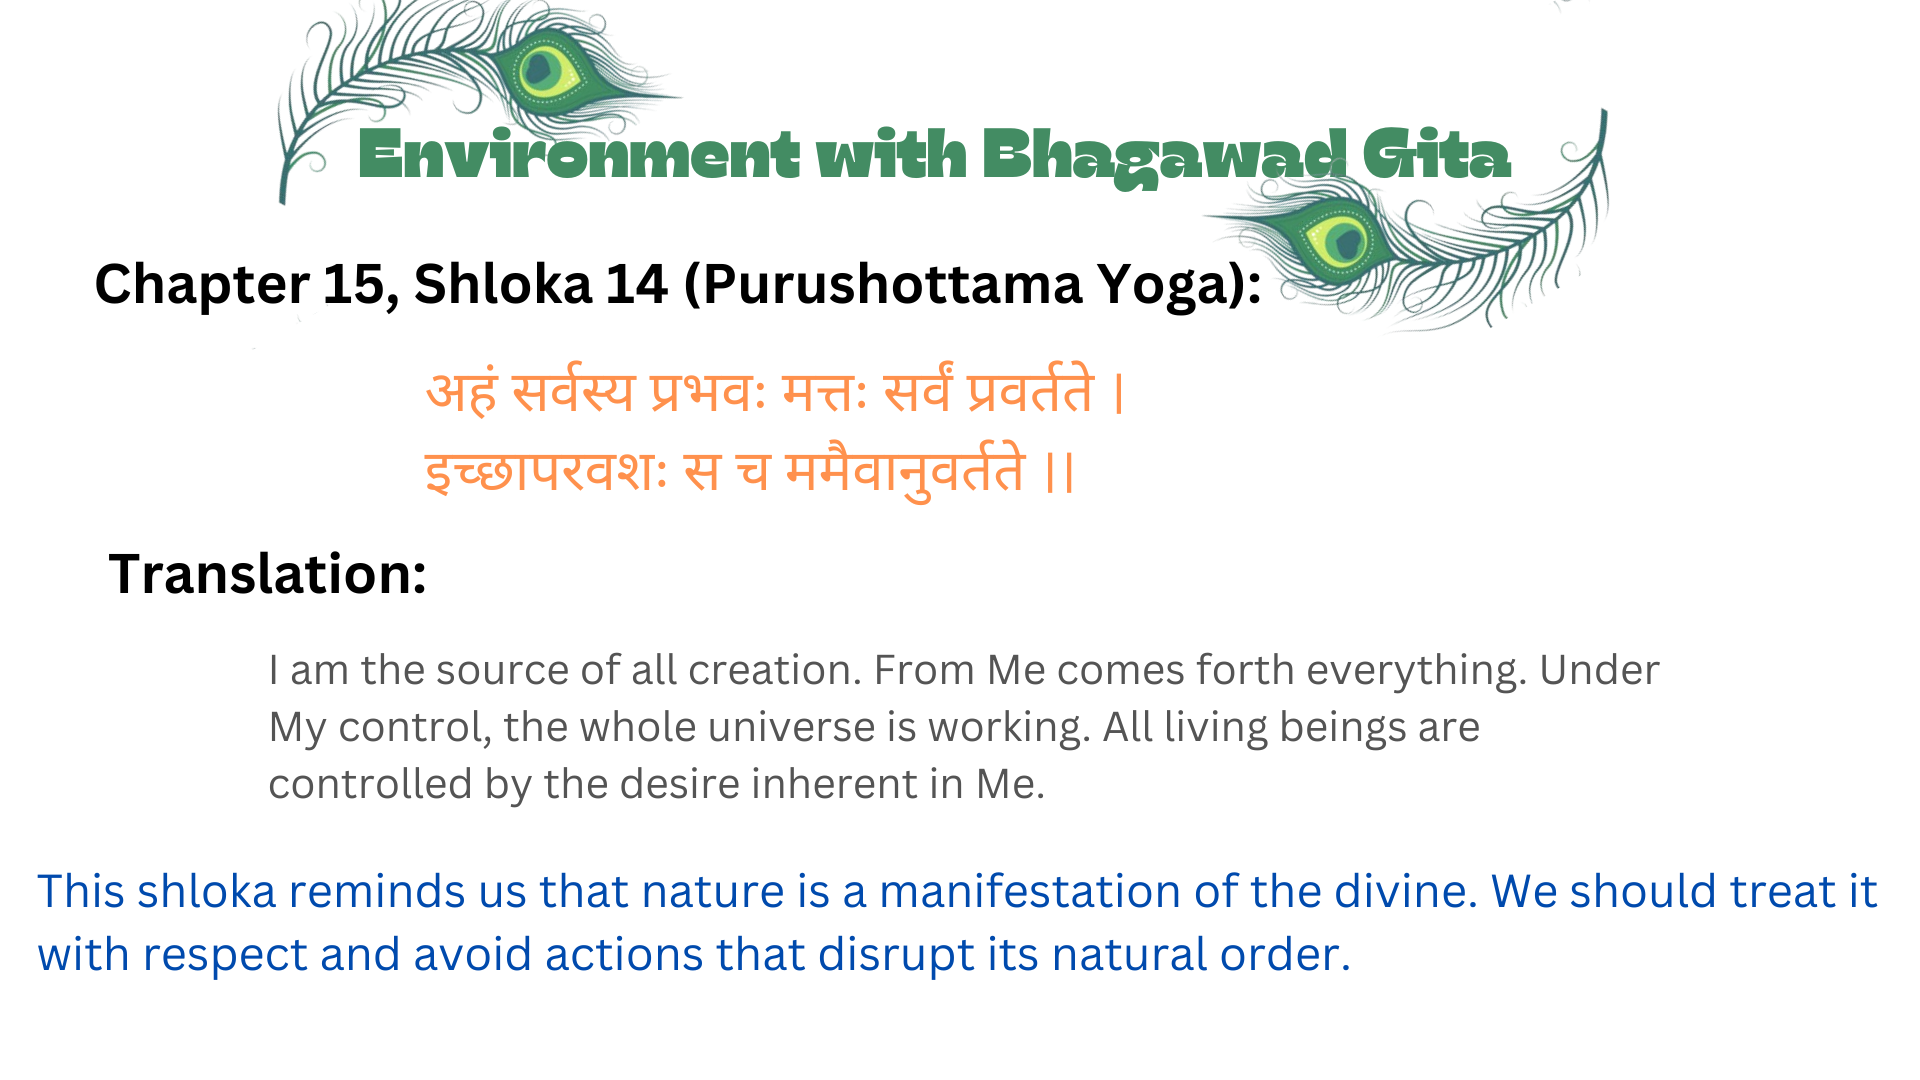 Environment with Bhagawad Gita
Chapter 15, Shloka 14 (Purushottama Yoga):
अहं सर्वस्य प्रभवः मत्तः सर्वं प्रवर्तते |
इच्छापरवशः स च ममैवानुवर्तते ||
Translation:
I am the source of all creation. From Me comes forth everything. Under
My control, the whole universe is working. All living beings are
controlled by the desire inherent in Me.
This shloka reminds us that nature is a manifestation of the divine. We should treat it
with respect and avoid actions that disrupt its natural order.